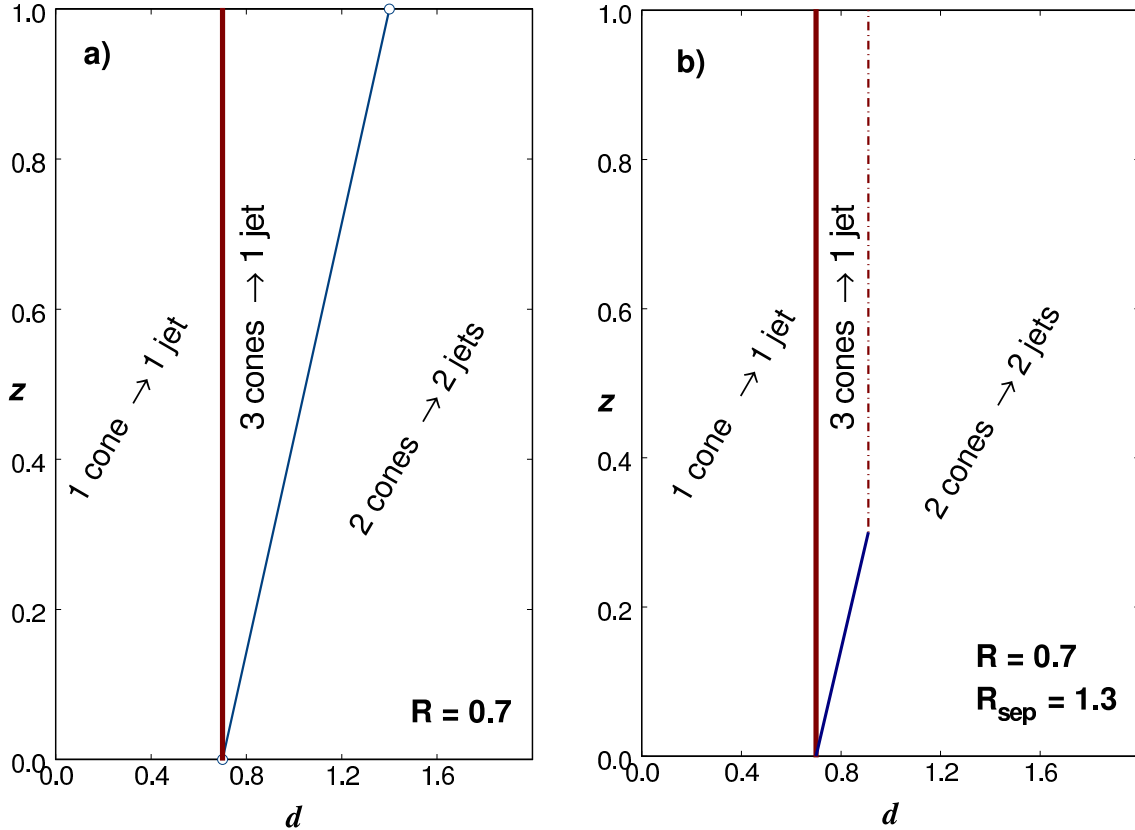 a)
1.0
0.8
0.6
z
0.4
0.2
0.0
0.0 0.4 0.8 1.2 1.6
d
1 cone → 1 jet
3 cones → 1 jet
2 cones → 2 jets
R = 0.7
b)
1.0
0.8
0.6
z
0.4
0.2
0.0
0.0 0.4 0.8 1.2 1.6
d
1 cone → 1 jet
3 cones → 1 jet
2 cones → 2 jets
R = 0.7
Rsep = 1.3